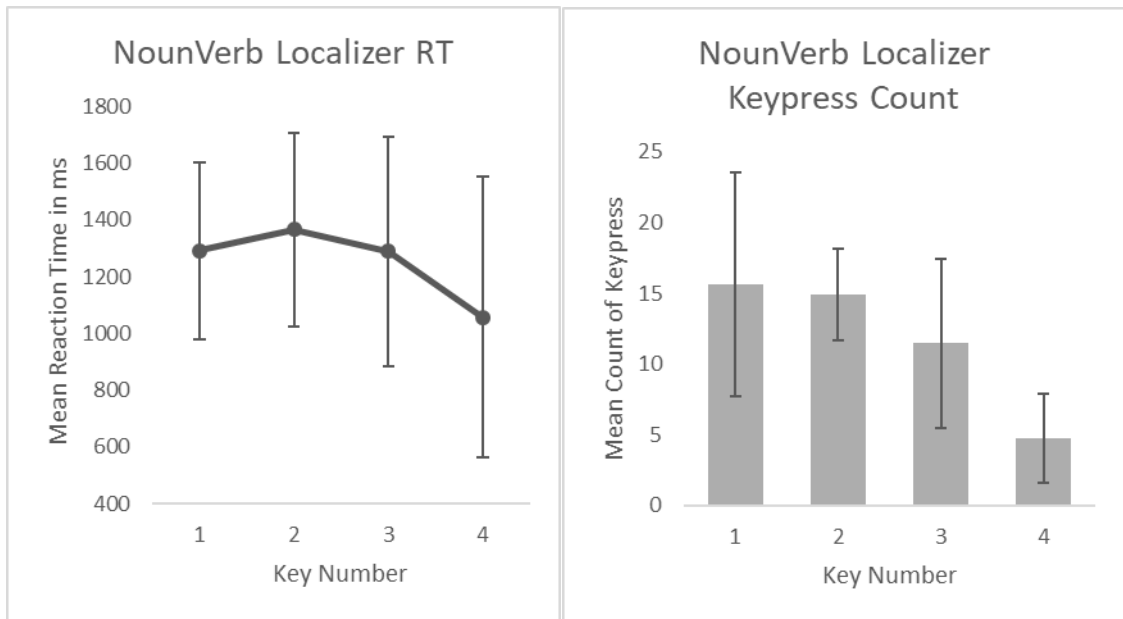 NounVerb Localizer RT
Mean Reaction Time in ms
1800
1600
1400
1200
1000
800
600
400
1 2 3 4
Key Number
NounVerb Localizer
Keypress Count
Mean Count of Keypress
25
20
15
10
5
0
1 2 3 4
Key Number